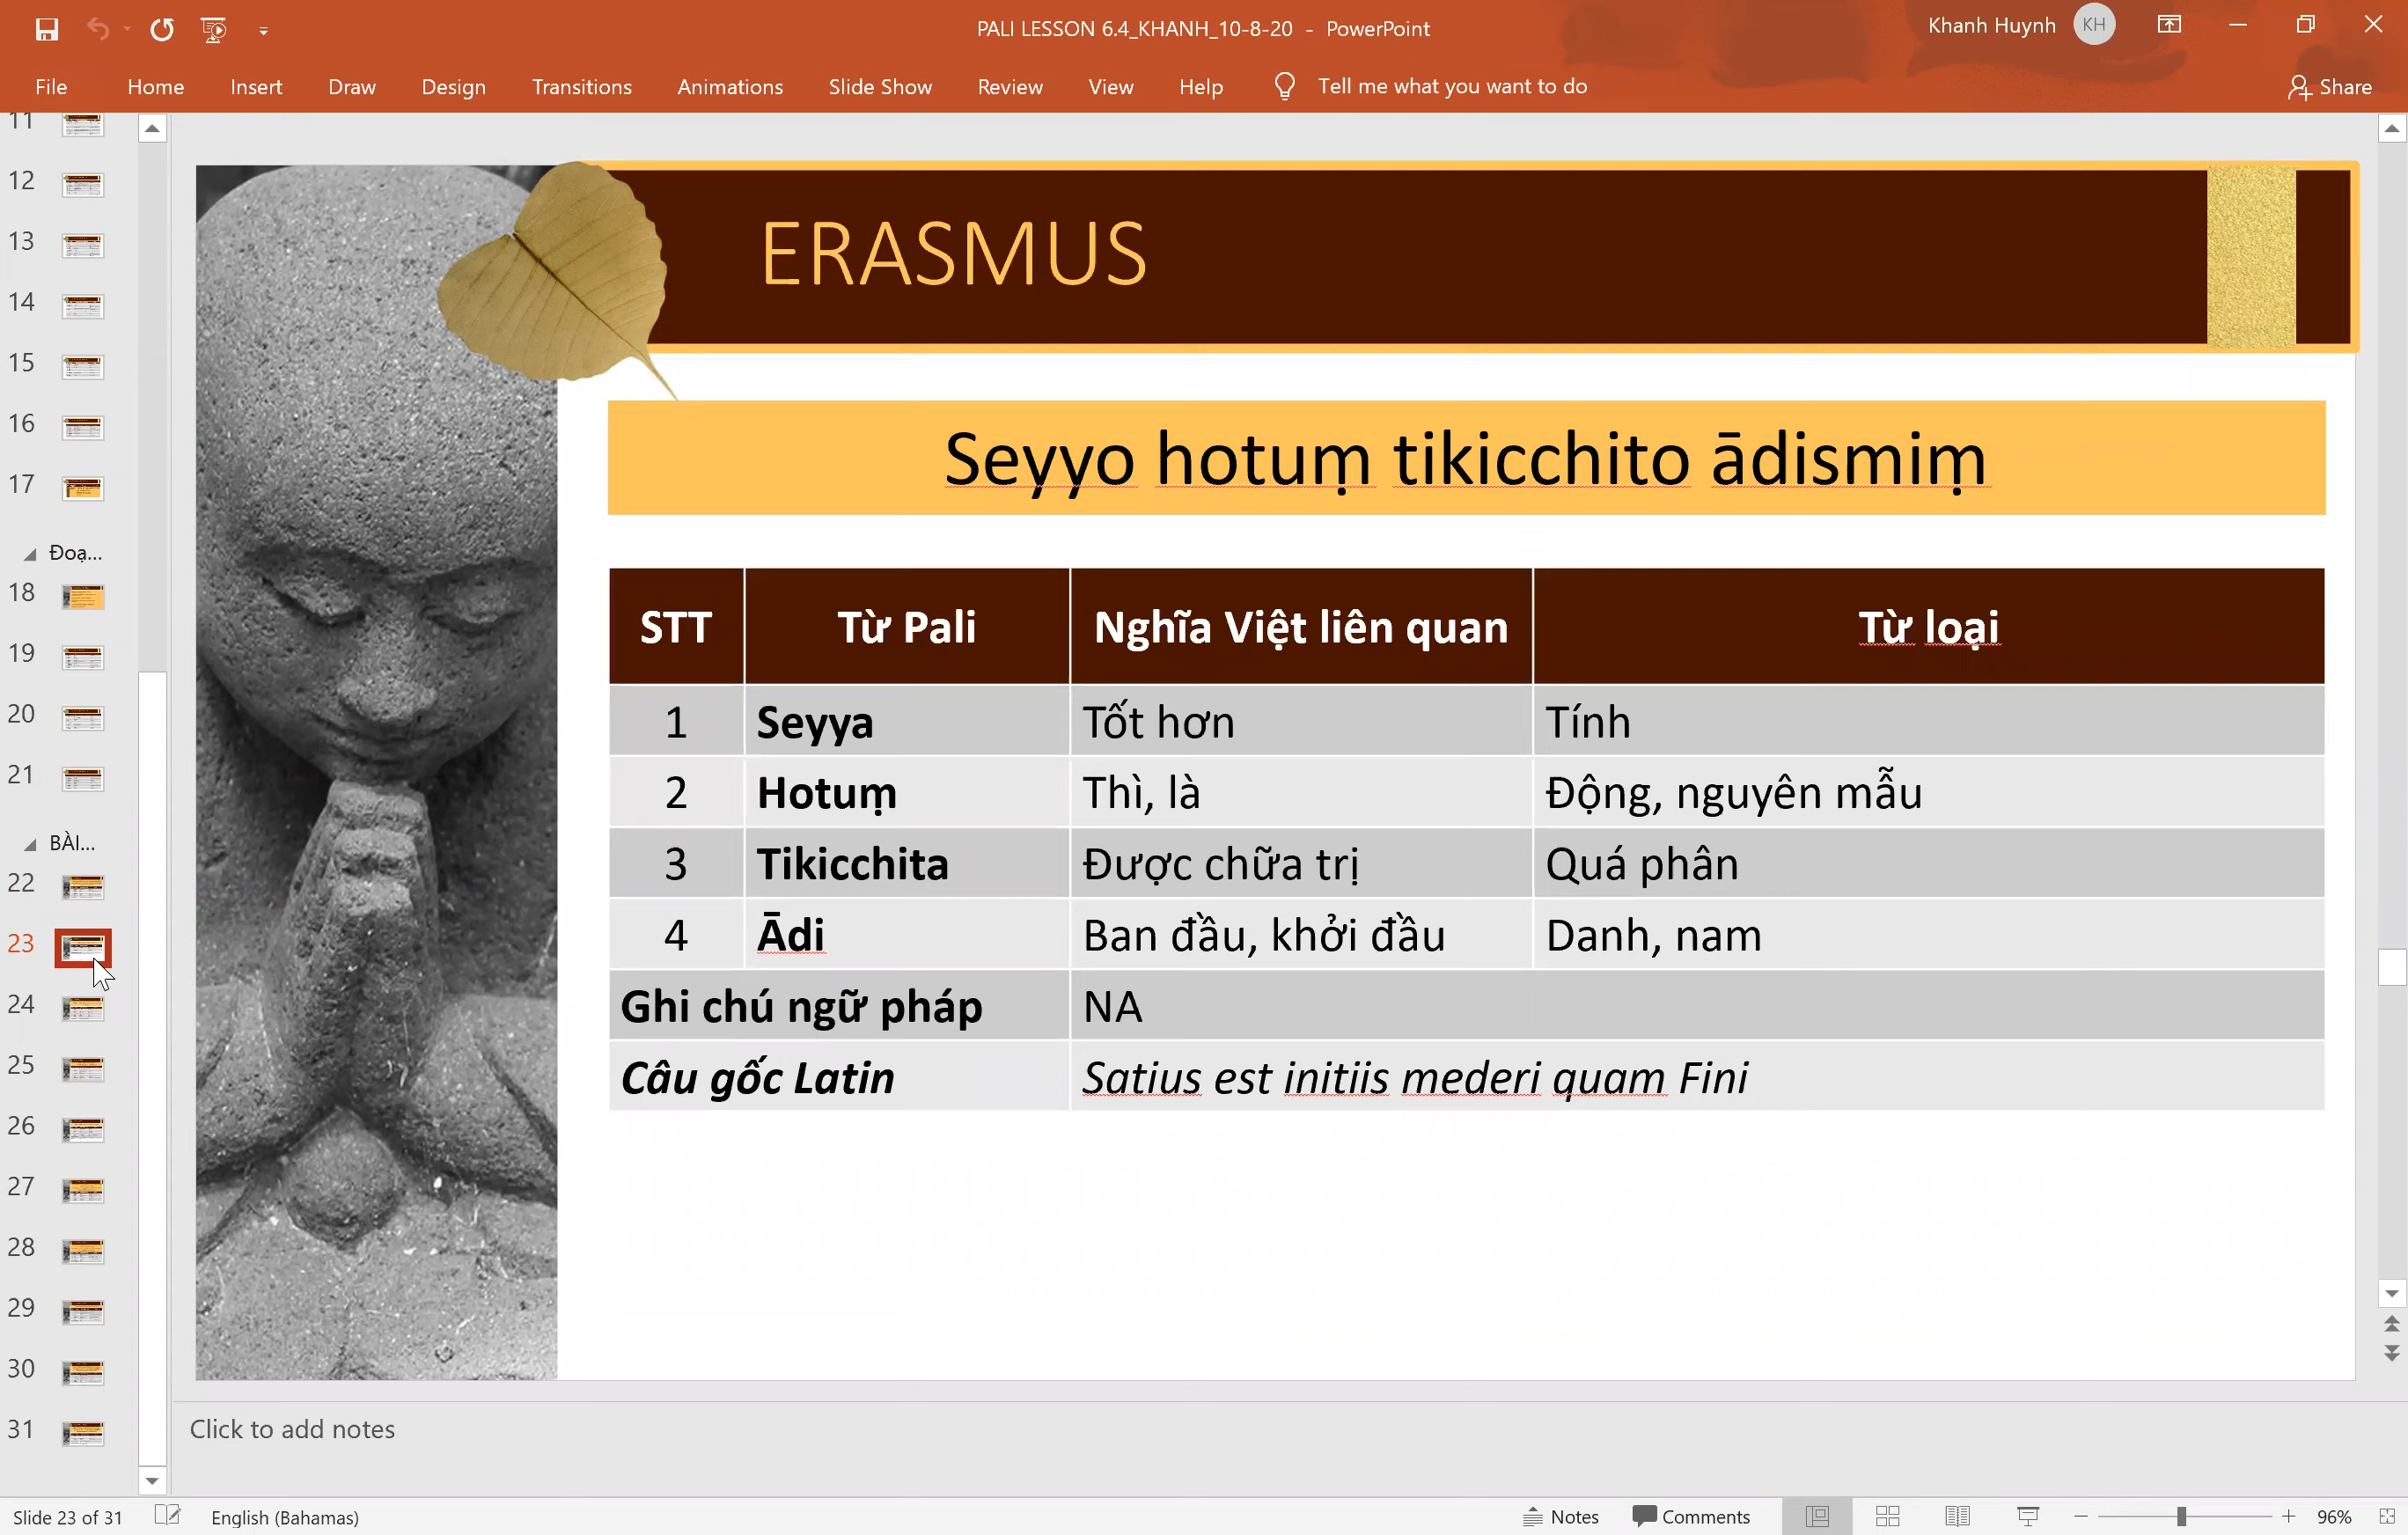 PALI LESSON 6.4_KHANH_10-8-20 - PowerPoint
Khanh Huynh KH
File Home Insert Draw Design Transitions Animations Slide Show Review View Help Tell me what you want to do Share
11
12
13
14
15
16
17
Đoạ...
18
19
20
21
BÀI...
22
23
24
25
26
27
28
29
30
31
ERASMUS
Seyyo hotuṃ tikicchito ādismiṃ
STT Từ Pali Nghĩa Việt liên quan Từ loại
1 Seyya Tốt hơn Tính
2 Hotuṃ Thì, là Động, nguyên mẫu
3 Tikicchita Được chữa trị Quá phân
4 Ādi Ban đầu, khởi đầu Danh, nam
Ghi chú ngữ pháp NA
Câu gốc Latin Satius est initiis mederi quam Fini
Click to add notes
Slide 23 of 31 English (Bahamas) Notes Comments 96%